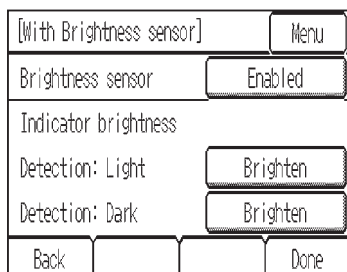 [With Brightness sensor] Menu
Brightness sensor Enabled
Indicator brightness
Detection: Light Brighten
Detection: Dark Brighten
Back Done